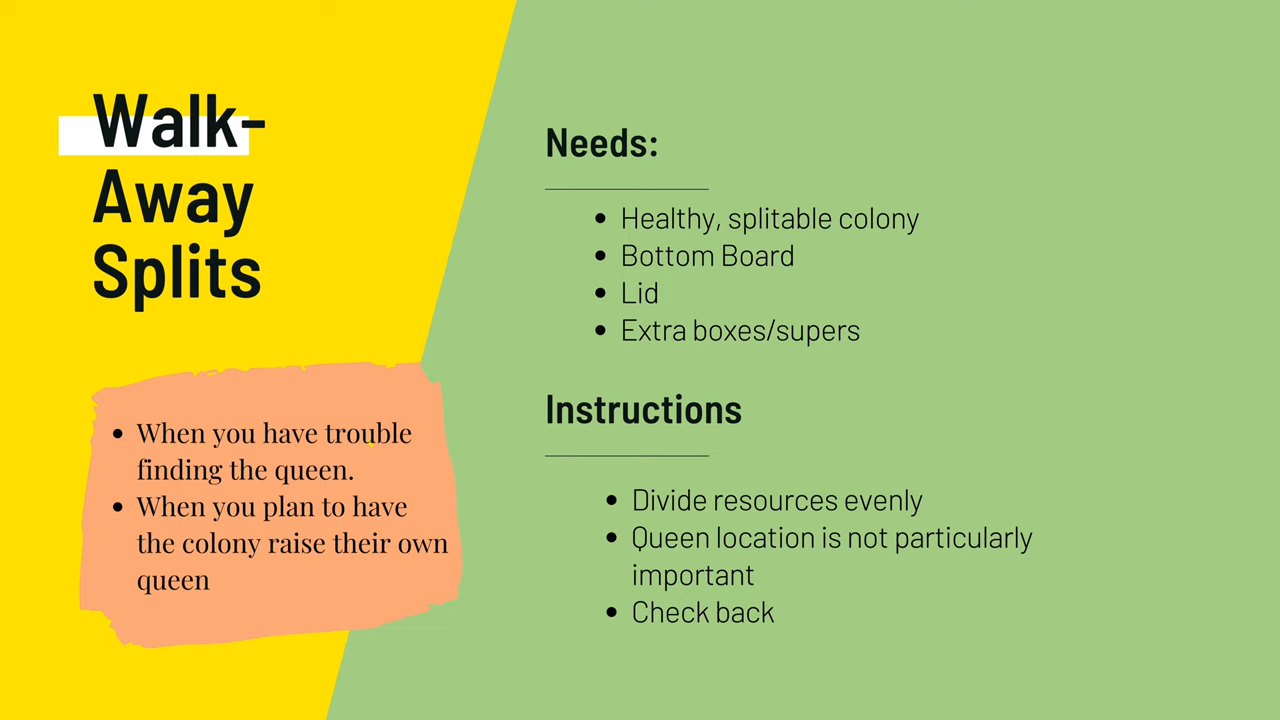 Walk-
Away
Splits
When you have trouble
finding the queen.
When you plan to have
the colony raise their own
queen
Needs:
Healthy, splitable colony
Bottom Board
Lid
Extra boxes/supers
Instructions
Divide resources evenly
Queen location is not particularly
important
Check back